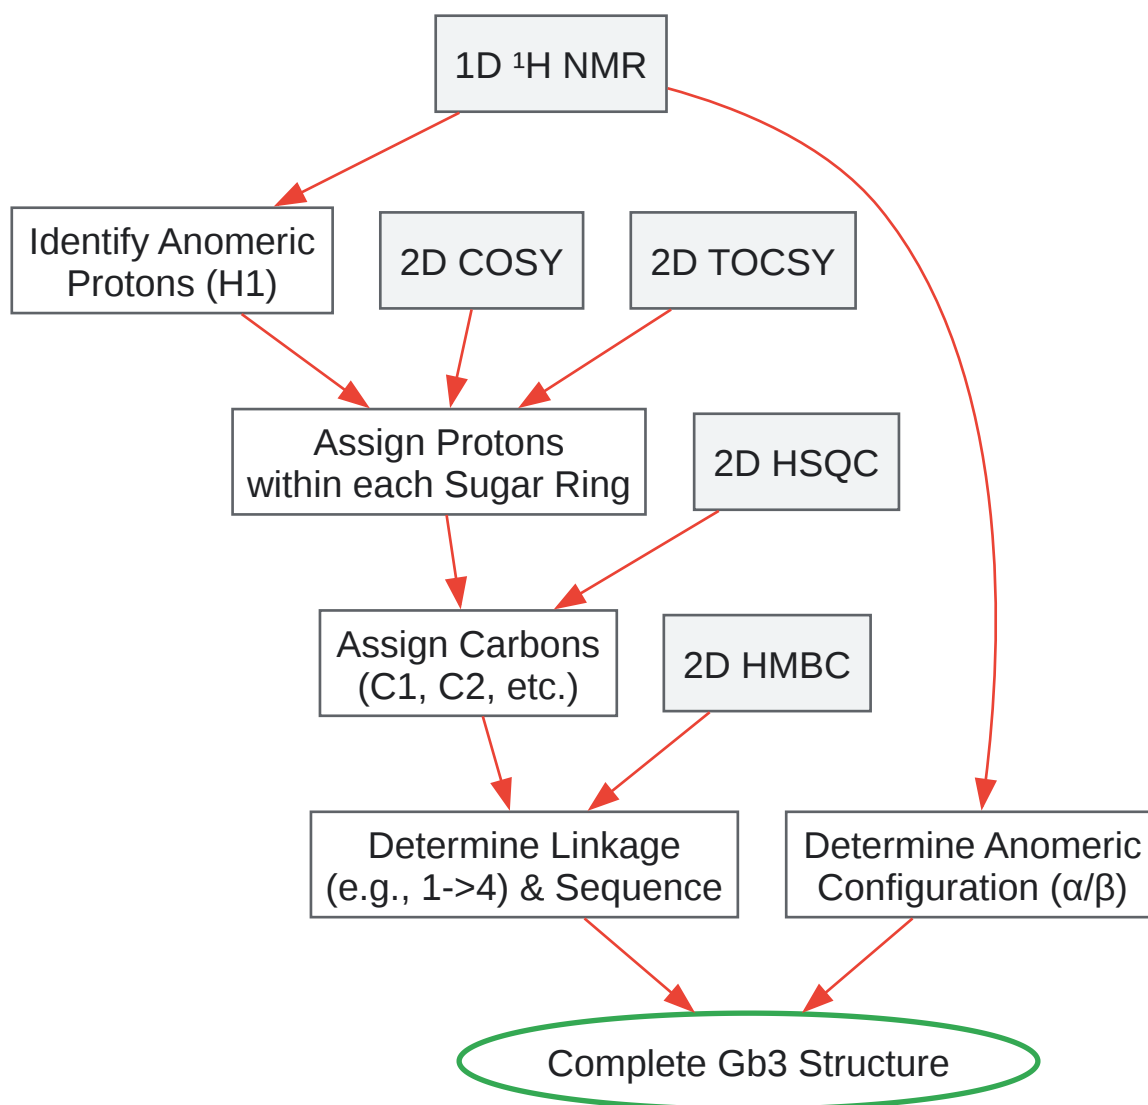 1D ¹H NMR
Identify Anomeric
Protons (H1)
2D COSY
2D TOCSY
Assign Protons
within each Sugar Ring
2D HSQC
Assign Carbons
(C1, C2, etc.)
2D HMBC
Determine Linkage
(e.g., 1->4) & Sequence
Determine Anomeric
Configuration (α/β)
Complete Gb3 Structure